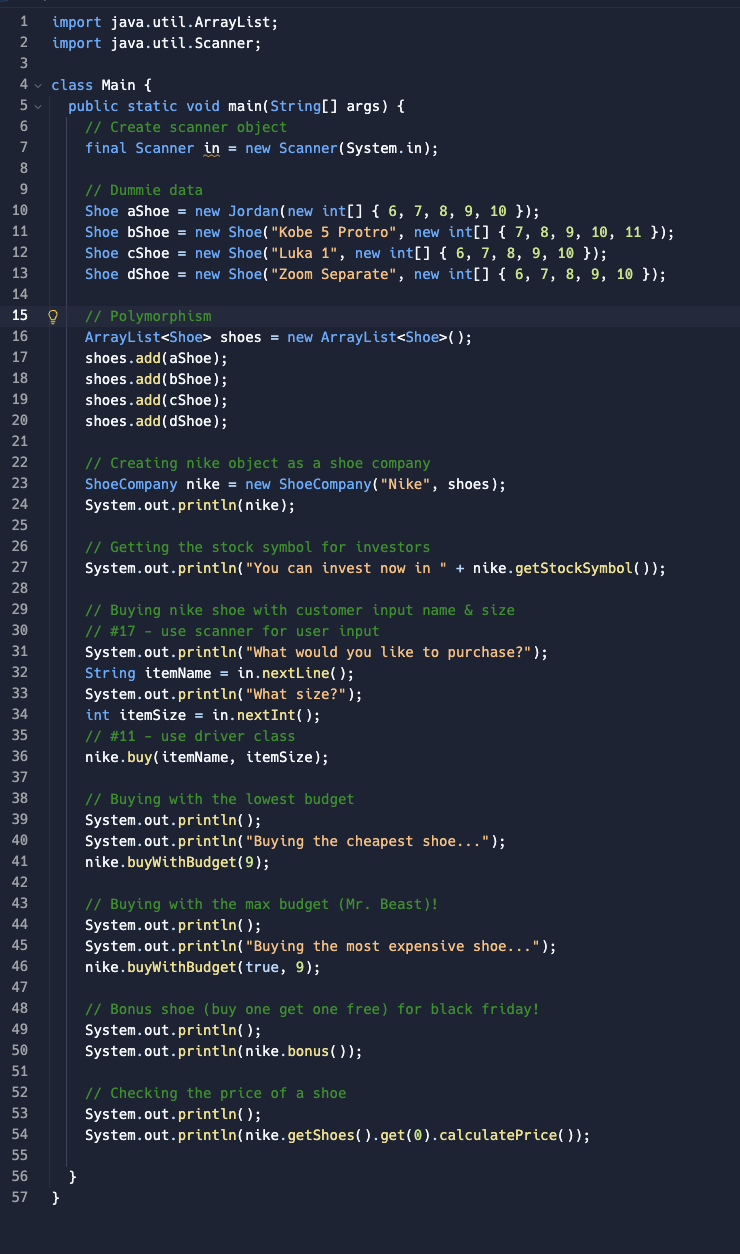 1 import java.util.ArrayList;
2 import java.util.Scanner;
3
4 class Main {
5   public static void main(String[] args) {
6     // Create scanner object
7     final Scanner in = new Scanner(System.in);
8
9     // Dummie data
10     Shoe aShoe = new Jordan(new int[] { 6, 7, 8, 9, 10 });
11     Shoe bShoe = new Shoe("Kobe 5 Protro", new int[] { 7, 8, 9, 10, 11 });
12     Shoe cShoe = new Shoe("Luka 1", new int[] { 6, 7, 8, 9, 10 });
13     Shoe dShoe = new Shoe("Zoom Separate", new int[] { 6, 7, 8, 9, 10 });
14
15     // Polymorphism
16     ArrayList<Shoe> shoes = new ArrayList<Shoe>();
17     shoes.add(aShoe);
18     shoes.add(bShoe);
19     shoes.add(cShoe);
20     shoes.add(dShoe);
21
22     // Creating nike object as a shoe company
23     ShoeCompany nike = new ShoeCompany("Nike", shoes);
24     System.out.println(nike);
25
26     // Getting the stock symbol for investors
27     System.out.println("You can invest now in " + nike.getStockSymbol());
28
29     // Buying nike shoe with customer input name & size
30     // #17 - use scanner for user input
31     System.out.println("What would you like to purchase?");
32     String itemName = in.nextLine();
33     System.out.println("What size?");
34     int itemSize = in.nextInt();
35     // #11 - use driver class
36     nike.buy(itemName, itemSize);
37
38     // Buying with the lowest budget
39     System.out.println();
40     System.out.println("Buying the cheapest shoe...");
41     nike.buyWithBudget(9);
42
43     // Buying with the max budget (Mr. Beast)!
44     System.out.println();
45     System.out.println("Buying the most expensive shoe...");
46     nike.buyWithBudget(true, 9);
47
48     // Bonus shoe (buy one get one free) for black friday!
49     System.out.println();
50     System.out.println(nike.bonus());
51
52     // Checking the price of a shoe
53     System.out.println();
54     System.out.println(nike.getShoes().get(0).calculatePrice());
55
56   }
57 }